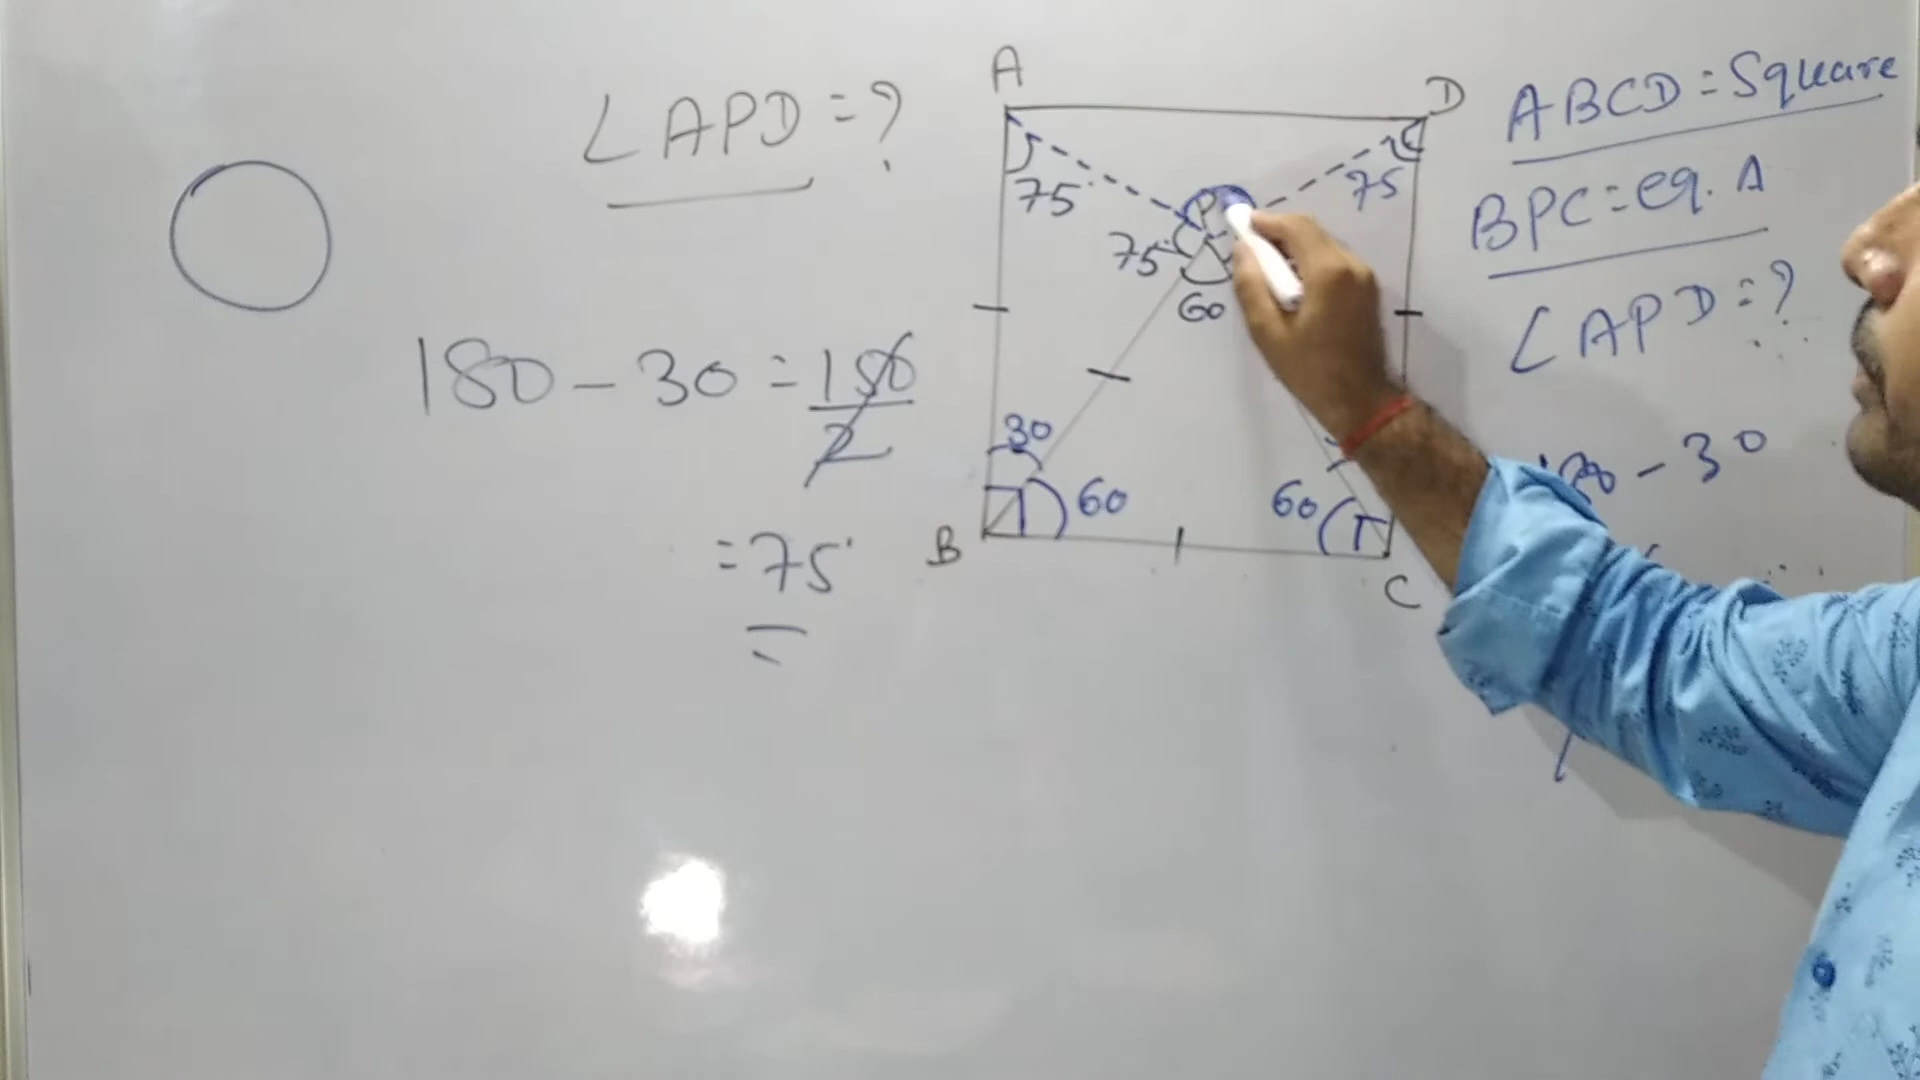 ∠APD = ?
180 - 30 = 150
2
= 75
A
D
75
75
P
75
60
30
60
60
B
C
ABCD = Square
BPC = eq. Δ
∠APD = ?
- 30